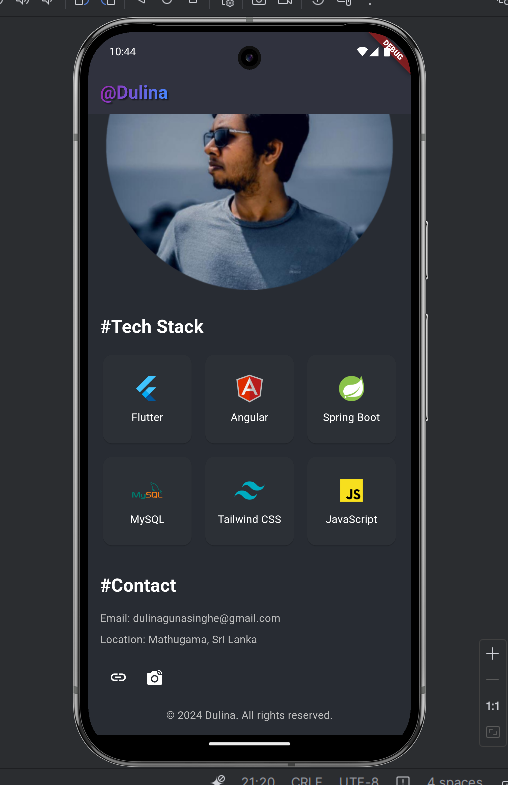 10:44
DEBUG
@Dulina
#Tech Stack
Flutter Angular Spring Boot
MySQL JS
MySQL Tailwind CSS JavaScript
#Contact
Email: dulinagunasinghe@gmail.com
Location: Mathugama, Sri Lanka
© 2024 Dulina. All rights reserved.
1:1
21:20 CRLF UTF-8 4 spaces